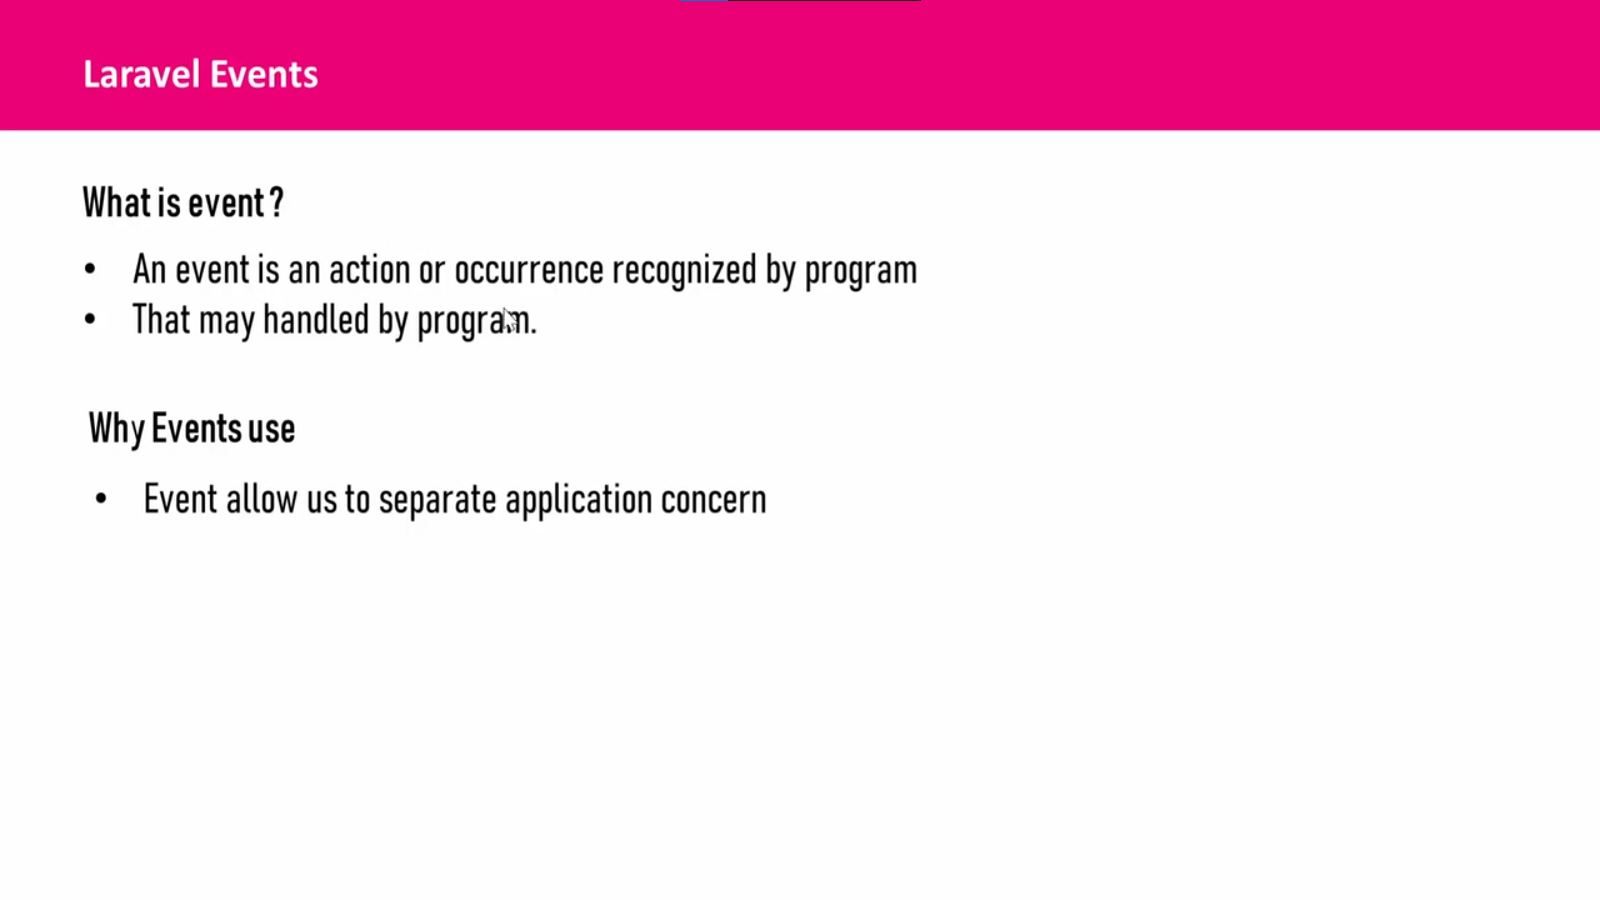 Laravel Events
What is event ?
• An event is an action or occurrence recognized by program
• That may handled by program.
Why Events use
• Event allow us to separate application concern